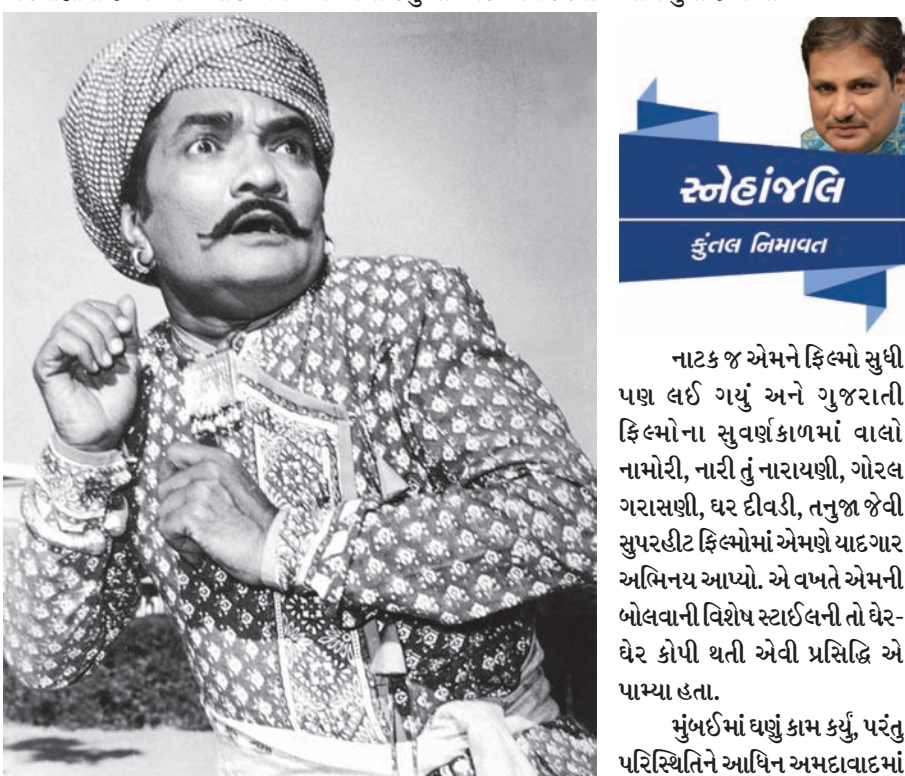 સ્નેહાંજલિ
કુંતલ નિમાવત
નાટક જ એમને ફિલ્મો સુધી
પણ લઈ ગયું અને ગુજરાતી
ફિલ્મોના સુવર્ણકાળમાં વાલો
નામોરી, નારી તું નારાયણી, ગોરલ
ગરાસણી, ઘર દીવડી, તનુજા જેવી
સુપરહીટ ફિલ્મોમાં એમણે યાદગાર
અભિનય આપ્યો. એ વખતે એમની
બોલવાની વિશેષ સ્ટાઈલની તો ઘેર-
ઘેર કોપી થતી એવી પ્રસિદ્ધિ એ
પામ્યા હતા.
મુંબઈમાં ઘણું કામ કર્યું, પરંતુ
પરિસ્થિતિને આધિન અમદાવાદમાં